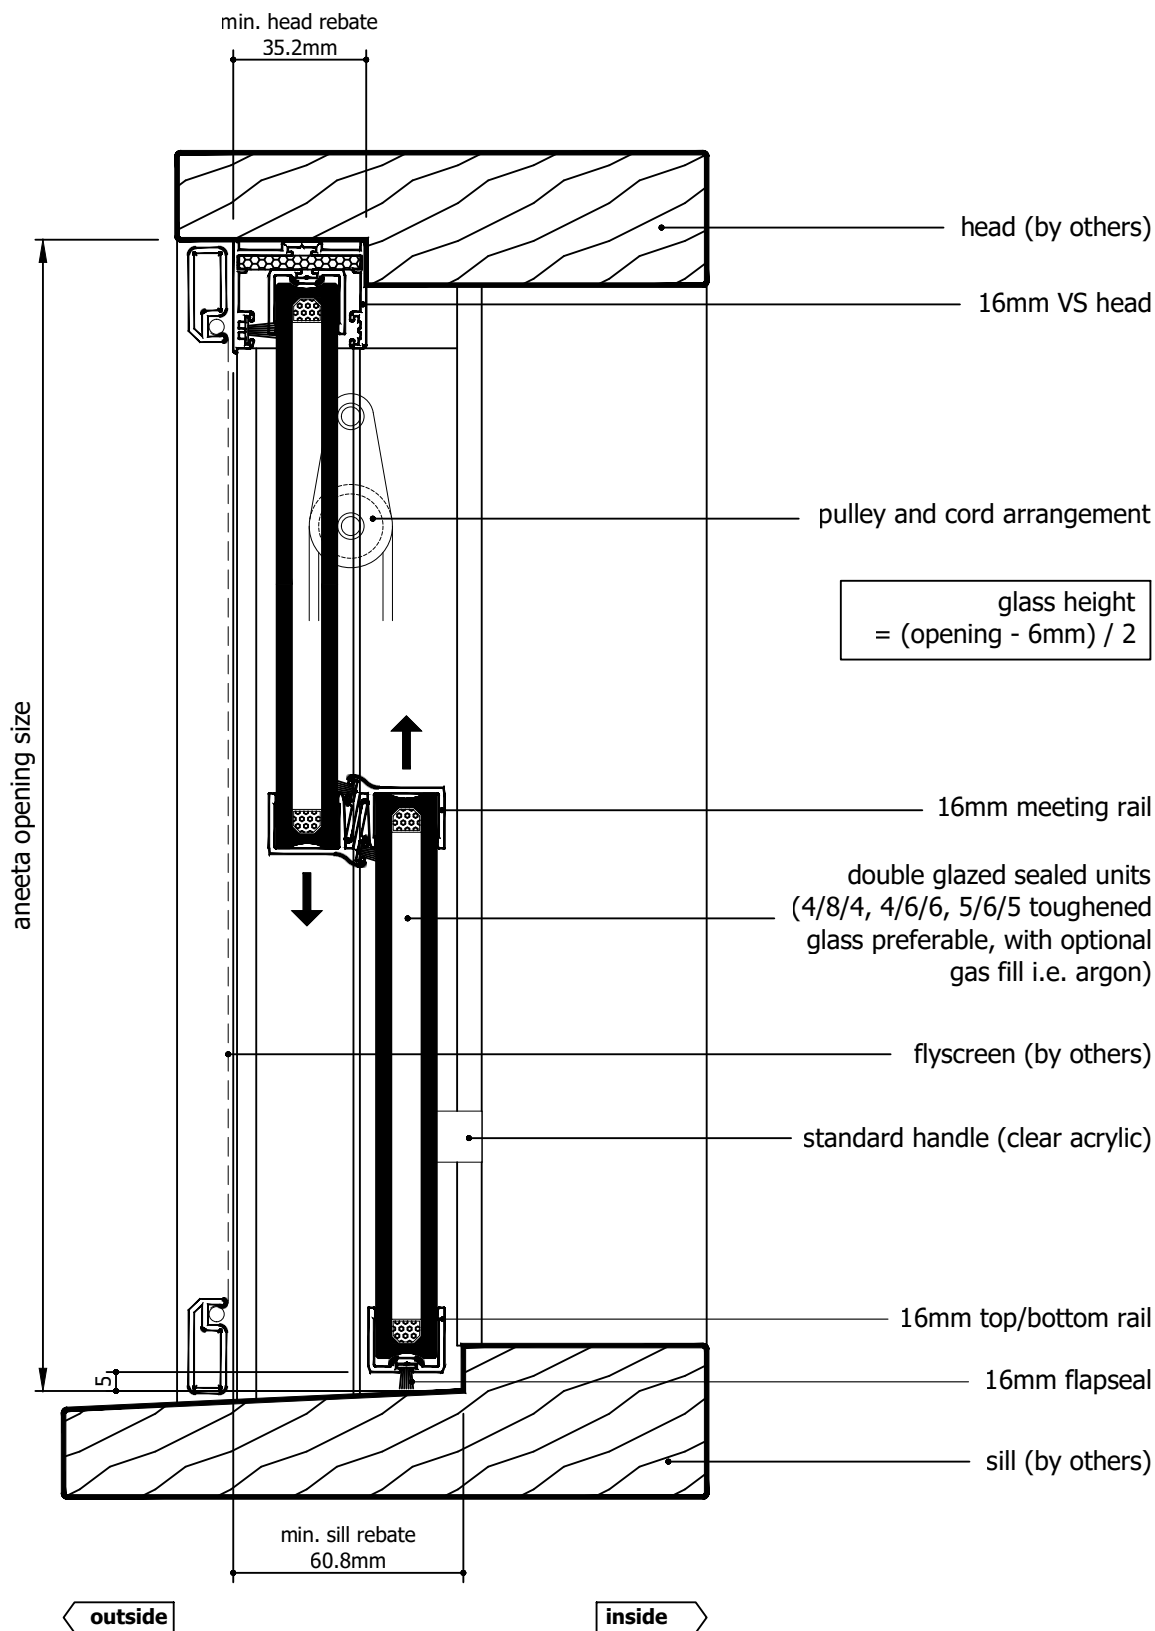 min. head rebate
35.2mm
head (by others)
16mm VS head
pulley and cord arrangement
glass height
= (opening - 6mm) / 2
aneeta opening size
16mm meeting rail
double glazed sealed units
(4/8/4, 4/6/6, 5/6/5 toughened
glass preferable, with optional
gas fill i.e. argon)
flyscreen (by others)
standard handle (clear acrylic)
16mm top/bottom rail
5
16mm flapseal
sill (by others)
min. sill rebate
60.8mm
outside
inside